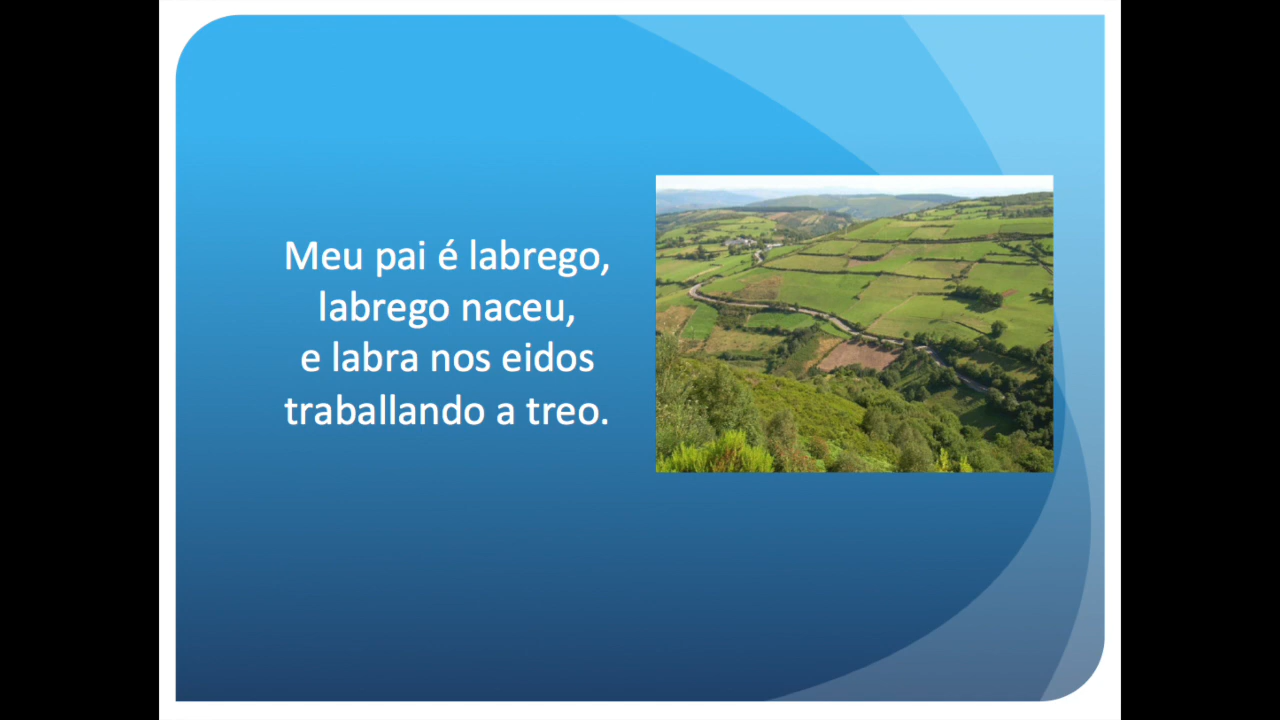 Meu pai é labrego,
labrego naceu,
e labra nos eidos
traballando a treo.